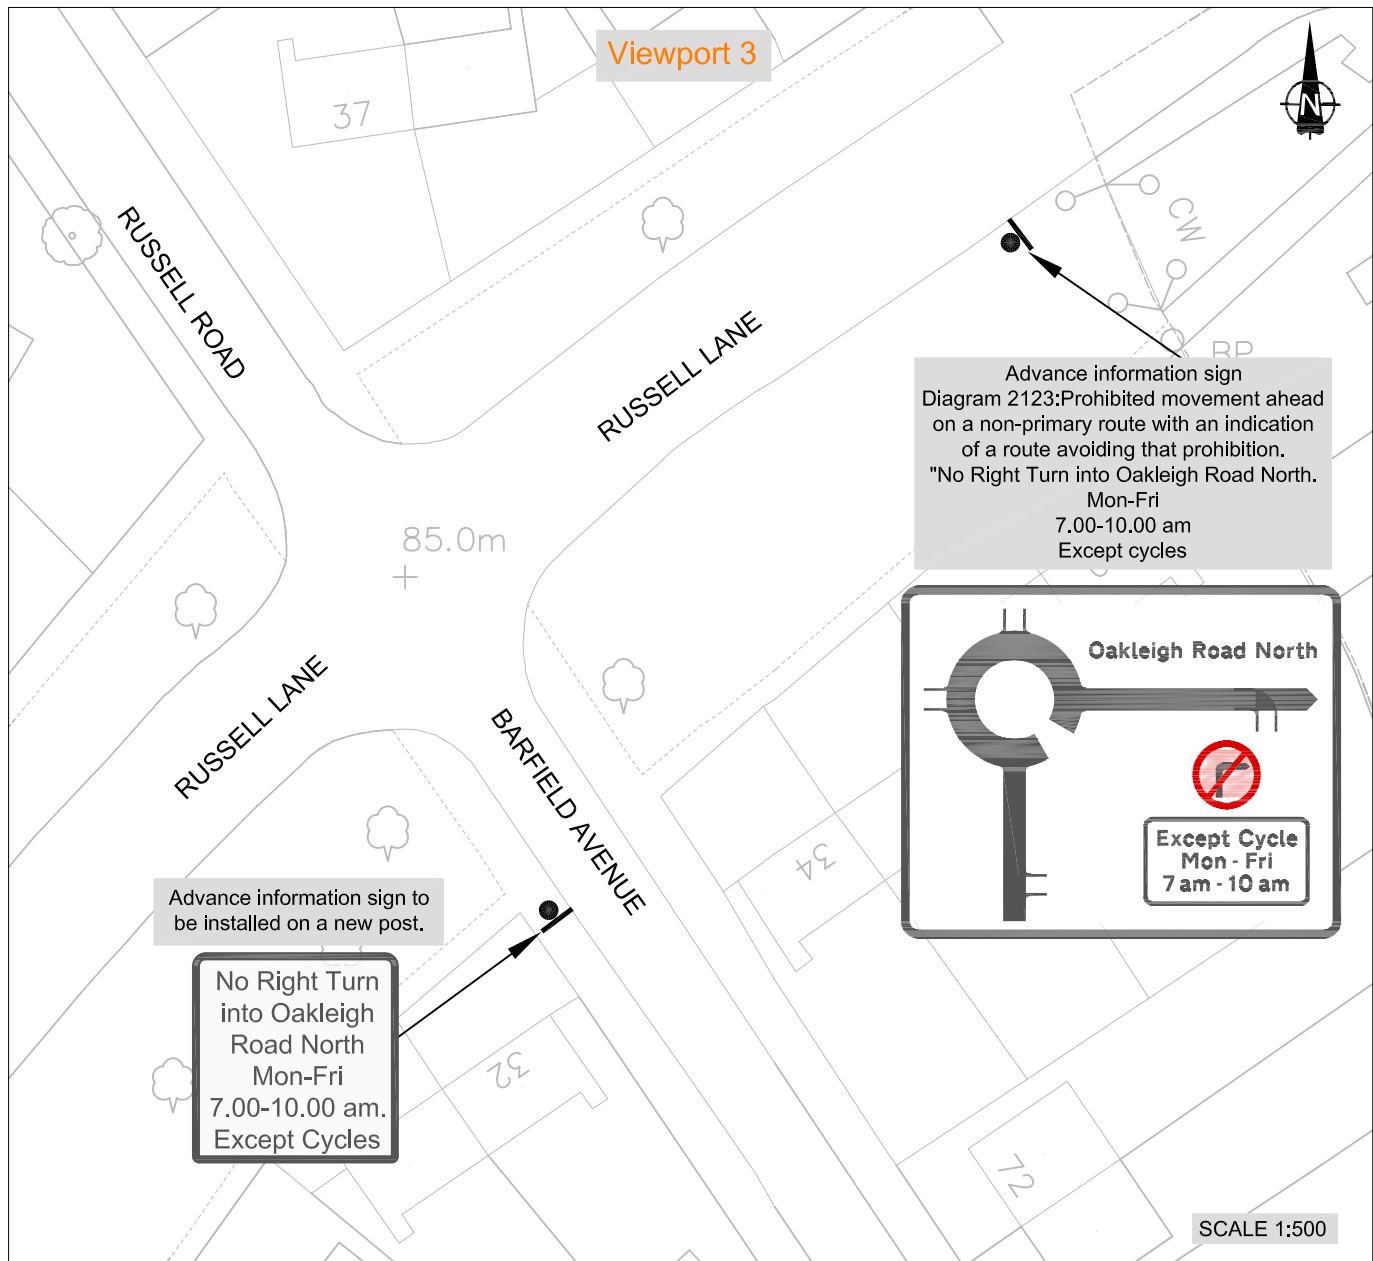 Viewport 3
N
37
RUSSELL ROAD
CW
RUSSELL LANE
BP
Advance information sign
Diagram 2123:Prohibited movement ahead
on a non-primary route with an indication
of a route avoiding that prohibition.
"No Right Turn into Oakleigh Road North.
Mon-Fri
7.00-10.00 am
Except cycles
85.0m
Oakleigh Road North
Except Cycle
Mon - Fri
7 am - 10 am
RUSSELL LANE
BARFIELD AVENUE
34
Advance information sign to
be installed on a new post.
No Right Turn
into Oakleigh
Road North
Mon-Fri
7.00-10.00 am.
Except Cycles
32
72
SCALE 1:500